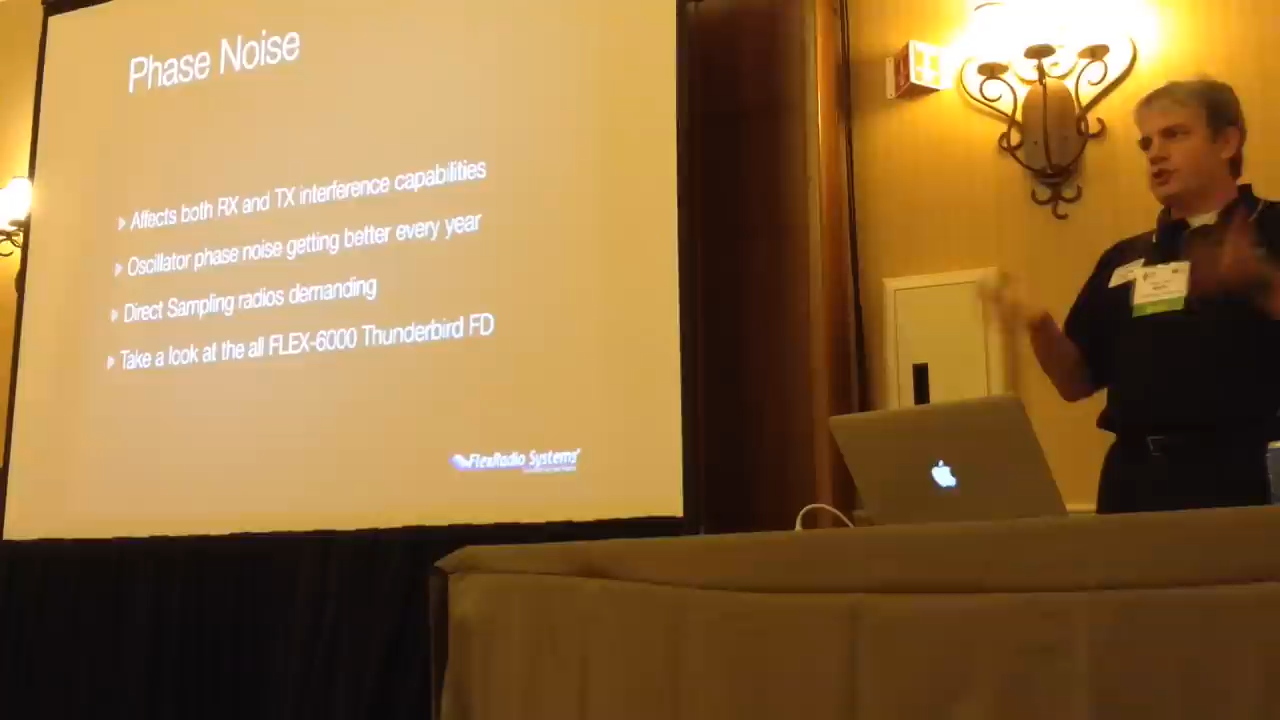 Phase Noise
Affects both RX and TX interference capabilities
Oscillator phase noise getting better every year
Direct Sampling radios demanding
Take a look at the all FLEX-6000 Thunderbird FD
FlexRadio Systems